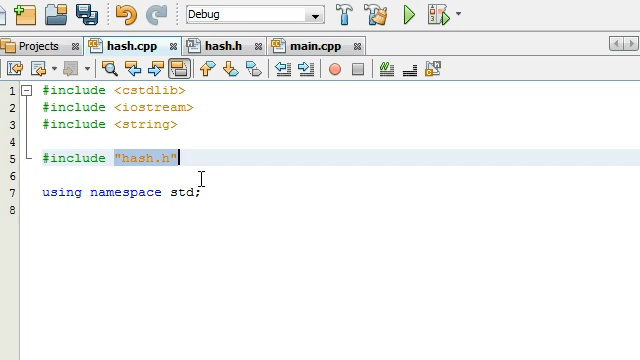 Debug
Projects hash.cpp hash.h main.cpp
1 #include <cstdlib>
2 #include <iostream>
3 #include <string>
4
5 #include "hash.h"
6
7 using namespace std;
8